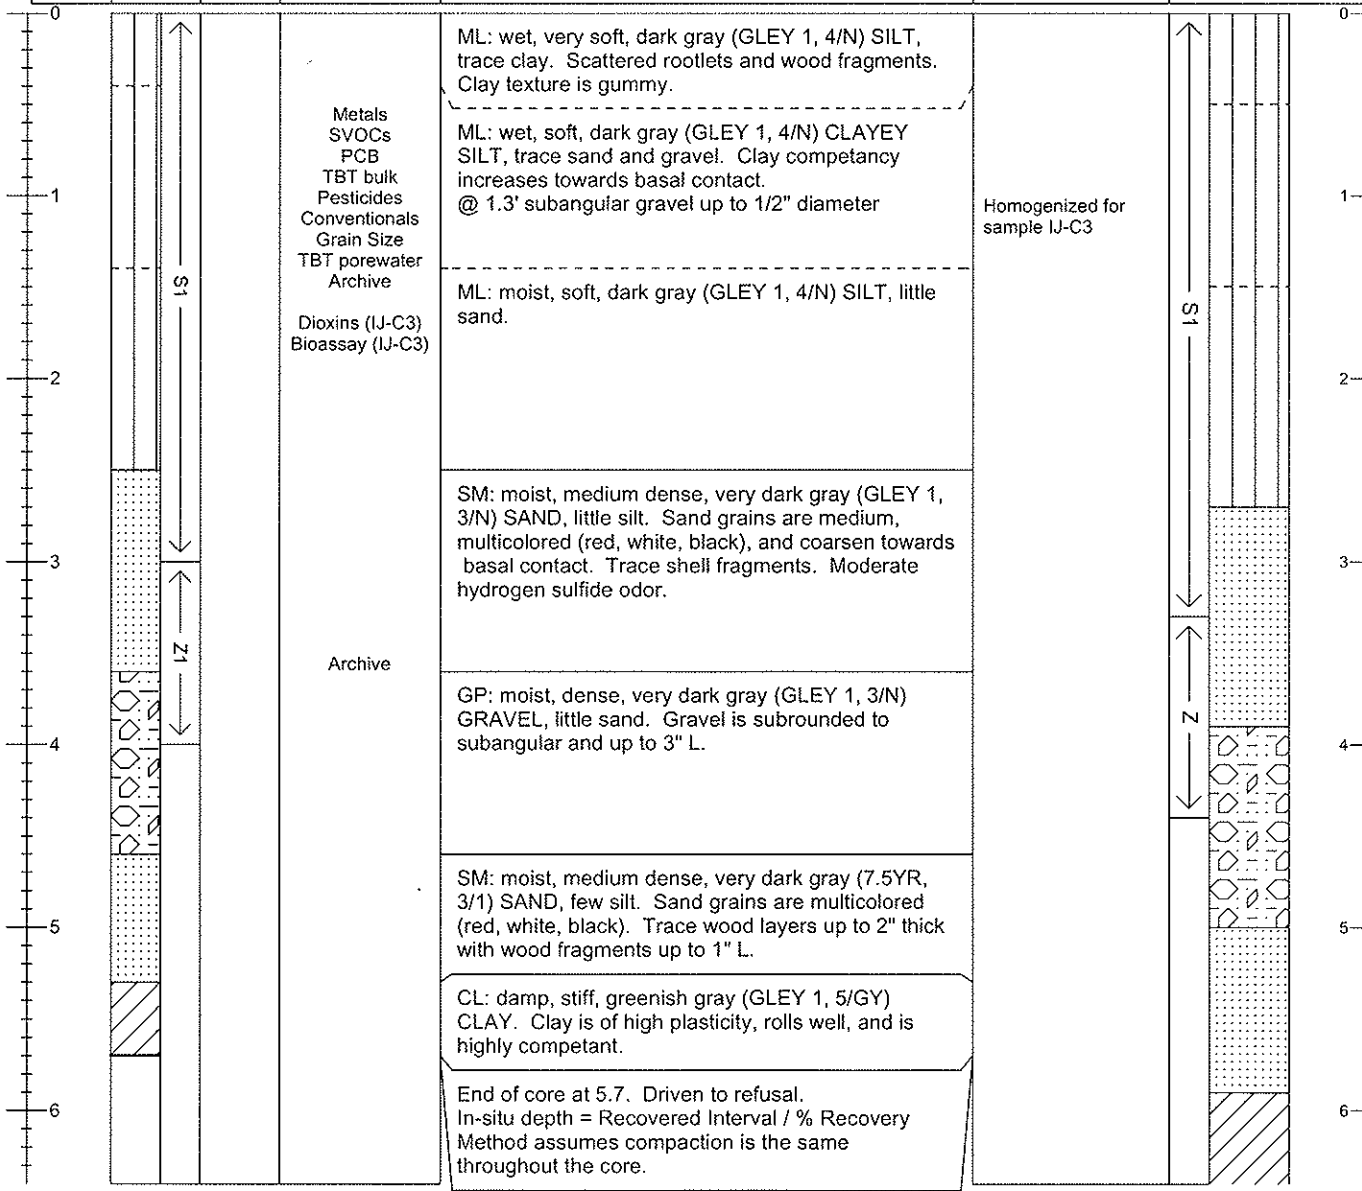 0
1
2
3
4
5
6
S1
Z1
Metals
SVOCs
PCB
TBT bulk
Pesticides
Conventionals
Grain Size
TBT porewater
Archive
Dioxins (IJ-C3)
Bioassay (IJ-C3)
Archive
ML: wet, very soft, dark gray (GLEY 1, 4/N) SILT,
trace clay. Scattered rootlets and wood fragments.
Clay texture is gummy.
ML: wet, soft, dark gray (GLEY 1, 4/N) CLAYEY
SILT, trace sand and gravel. Clay competancy
increases towards basal contact.
@ 1.3' subangular gravel up to 1/2" diameter
ML: moist, soft, dark gray (GLEY 1, 4/N) SILT, little
sand.
SM: moist, medium dense, very dark gray (GLEY 1,
3/N) SAND, little silt. Sand grains are medium,
multicolored (red, white, black), and coarsen towards
basal contact. Trace shell fragments. Moderate
hydrogen sulfide odor.
GP: moist, dense, very dark gray (GLEY 1, 3/N)
GRAVEL, little sand. Gravel is subrounded to
subangular and up to 3" L.
SM: moist, medium dense, very dark gray (7.5YR,
3/1) SAND, few silt. Sand grains are multicolored
(red, white, black). Trace wood layers up to 2" thick
with wood fragments up to 1" L.
CL: damp, stiff, greenish gray (GLEY 1, 5/GY)
CLAY. Clay is of high plasticity, rolls well, and is
highly competant.
End of core at 5.7. Driven to refusal.
In-situ depth = Recovered Interval / % Recovery
Method assumes compaction is the same
throughout the core.
Homogenized for
sample IJ-C3
S1
Z
0
1
2
3
4
5
6